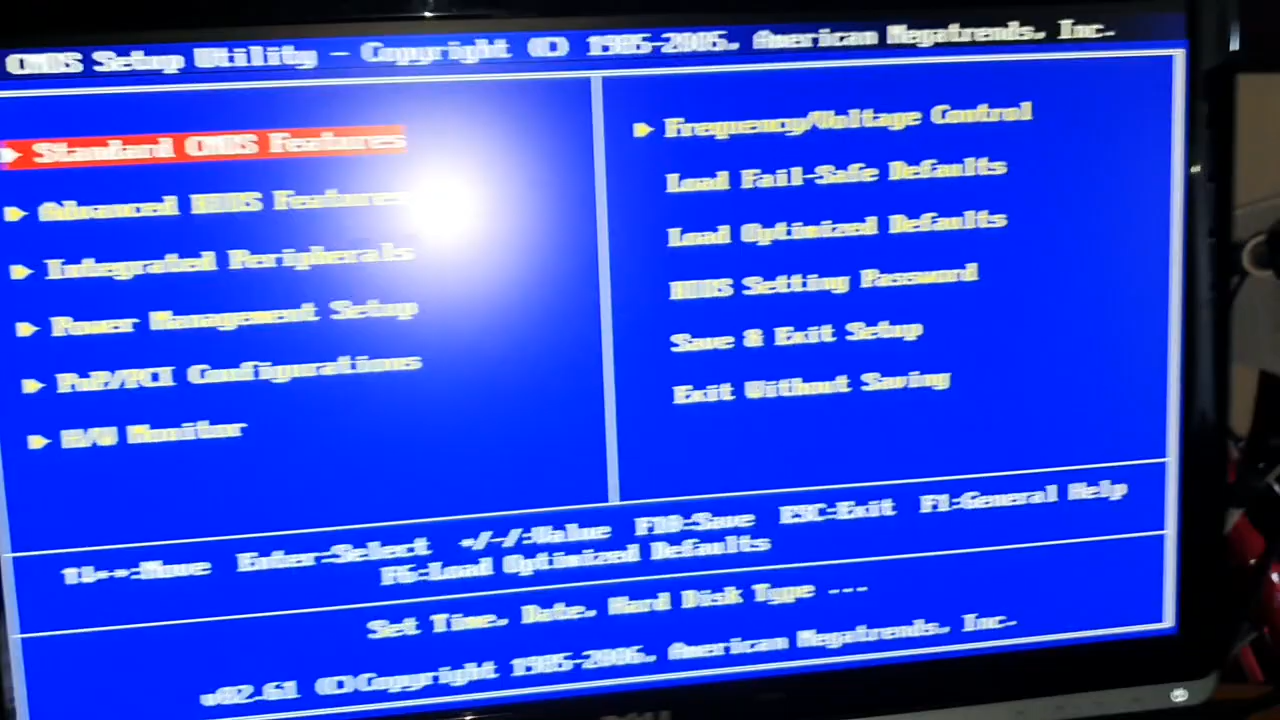 CMOS Setup Utility - Copyright (C) 1985-2005, American Megatrends, Inc.
Standard CMOS Features
Advanced BIOS Features
Integrated Peripherals
Power Management Setup
PnP/PCI Configurations
H/W Monitor
Frequency/Voltage Control
Load Fail-Safe Defaults
Load Optimized Defaults
BIOS Setting Password
Save & Exit Setup
Exit Without Saving
↑↓←→:Move Enter:Select +/-/:Value F10:Save ESC:Exit F1:General Help
F6:Load Optimized Defaults
Set Time, Date, Hard Disk Type ---
v02.61 (C)Copyright 1985-2006, American Megatrends, Inc.